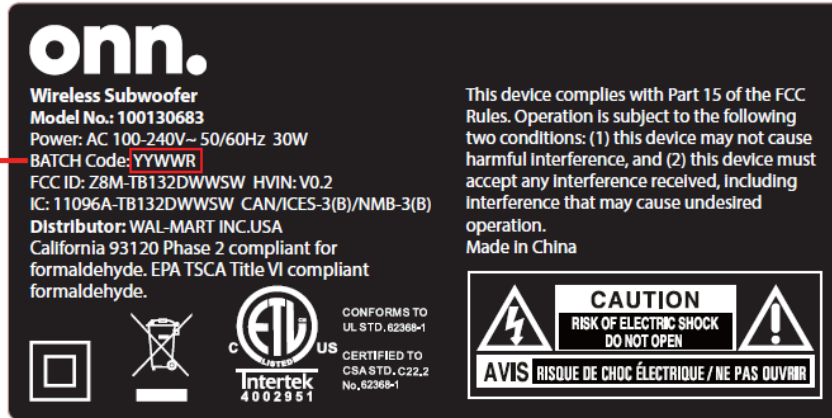 onn.
Wireless Subwoofer
Model No.: 100130683
Power: AC 100-240V~ 50/60Hz 30W
BATCH Code: YYWWR
FCC ID: Z8M-TB132DWWSW HVIN: V0.2
IC: 11096A-TB132DWWSW CAN/ICES-3(B)/NMB-3(B)
Distributor: WAL-MART INC.USA
California 93120 Phase 2 compliant for
formaldehyde. EPA TSCA Title VI compliant
formaldehyde.
C ETL CM US
LISTED
Intertek
4002951
CONFORMS TO
UL STD. 62368-1
CERTIFIED TO
CSA STD. C22.2
No. 62368-1
This device complies with Part 15 of the FCC
Rules. Operation is subject to the following
two conditions: (1) this device may not cause
harmful interference, and (2) this device must
accept any interference received, including
interference that may cause undesired
operation.
Made in China
CAUTION
RISK OF ELECTRIC SHOCK
DO NOT OPEN
AVIS RISQUE DE CHOC ÉLECTRIQUE / NE PAS OUVRIR